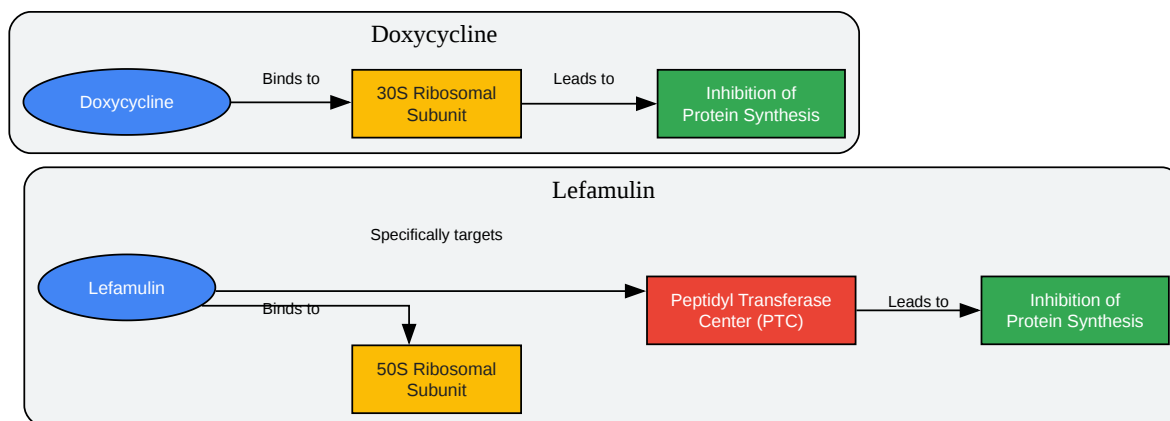 Doxycycline
Doxycycline
Binds to
30S Ribosomal
Subunit
Leads to
Inhibition of
Protein Synthesis
Lefamulin
Specifically targets
Lefamulin
Binds to
50S Ribosomal
Subunit
Peptidyl Transferase
Center (PTC)
Leads to
Inhibition of
Protein Synthesis